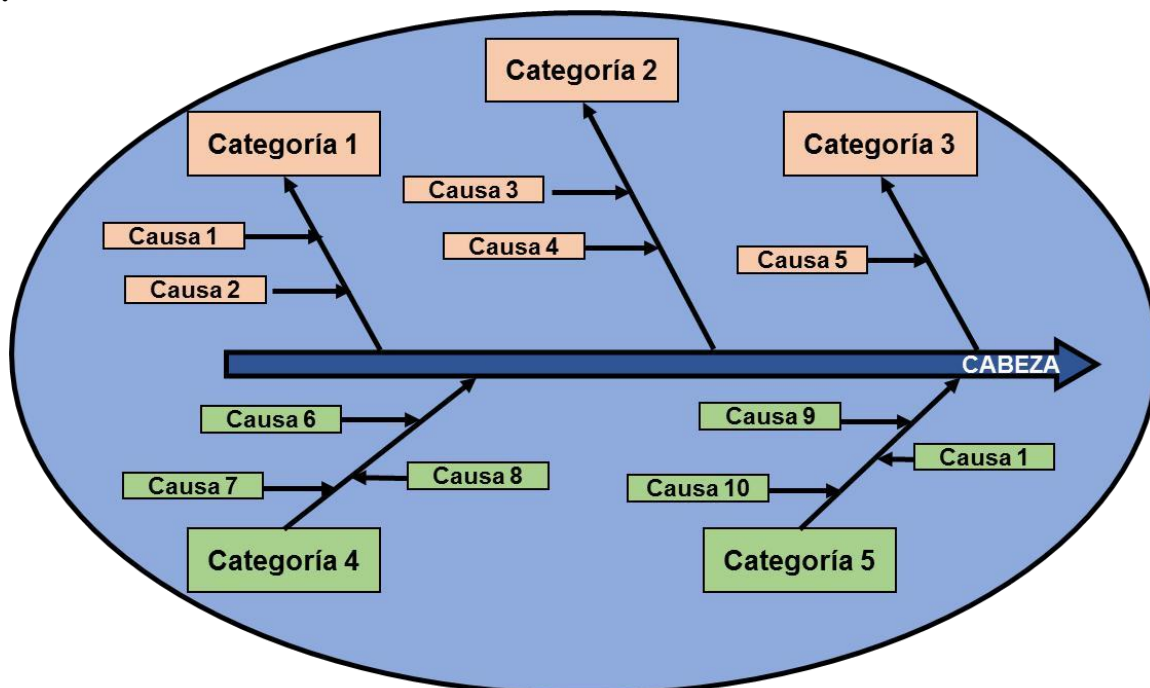 Categoría 2
Categoría 1
Categoría 3
Causa 3
Causa 1
Causa 4
Causa 5
Causa 2
CABEZA
Causa 6
Causa 9
Causa 1
Causa 8
Causa 7
Causa 10
Categoría 4
Categoría 5